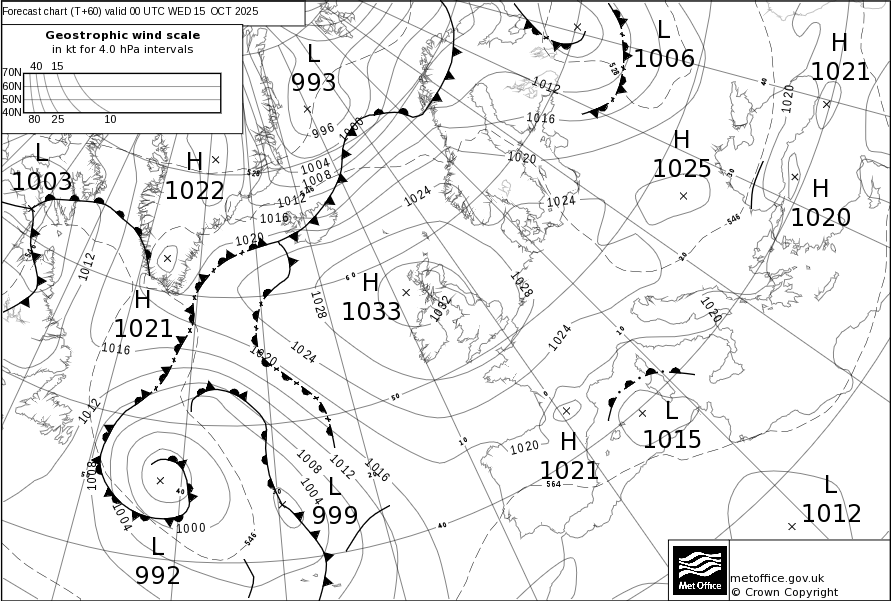 Forecast chart (T+60) valid 00 UTC WED 15 OCT 2025
Geostrophic wind scale
in kt for 4.0 hPa intervals
40 15
70N
60N
50N
40N
80 25 10
L
993
L
1006
H
1021
L
1003
H
1022
H
1025
H
1020
H
1021
H
1033
L
1015
H
1021
L
999
L
1012
L
992
996
1000
1004
1008
1012
1016
1020
1012
1016
1020
1024
1024
1020
1028
1032
1028
1024
1020
1024
1020
1020
1012
1016
1012
1008
1004
1000
1008
1012
1016
1004
528
528
546
546
546
564
60
50
40
40
40
30
20
10
10
0
metoffice.gov.uk
© Crown Copyright
Met Office